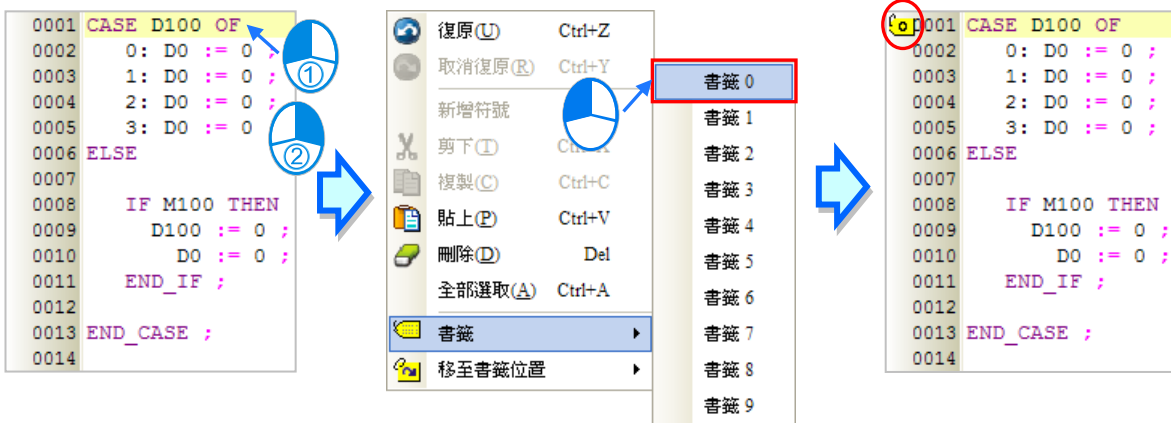 0001 CASE D100 OF
0002 0: D0 := 0 ;
0003 1: D0 := 0 ;
0004 2: D0 := 0 ;
0005 3: D0 := 0
0006 ELSE
0007
0008 IF M100 THEN
0009 D100 := 0 ;
0010 D0 := 0 ;
0011 END_IF ;
0012
0013 END_CASE ;
0014
①
②
復原(U) Ctrl+Z
取消復原(R) Ctrl+Y
新增符號
剪下(T)
複製(C) Ctrl+C
貼上(P) Ctrl+V
刪除(D) Del
全部選取(A) Ctrl+A
書籤
移至書籤位置
書籤 0
書籤 1
書籤 2
書籤 3
書籤 4
書籤 5
書籤 6
書籤 7
書籤 8
書籤 9
0
0001 CASE D100 OF
0002 0: D0 := 0 ;
0003 1: D0 := 0 ;
0004 2: D0 := 0 ;
0005 3: D0 := 0 ;
0006 ELSE
0007
0008 IF M100 THEN
0009 D100 := 0 ;
0010 D0 := 0 ;
0011 END_IF ;
0012
0013 END_CASE ;
0014